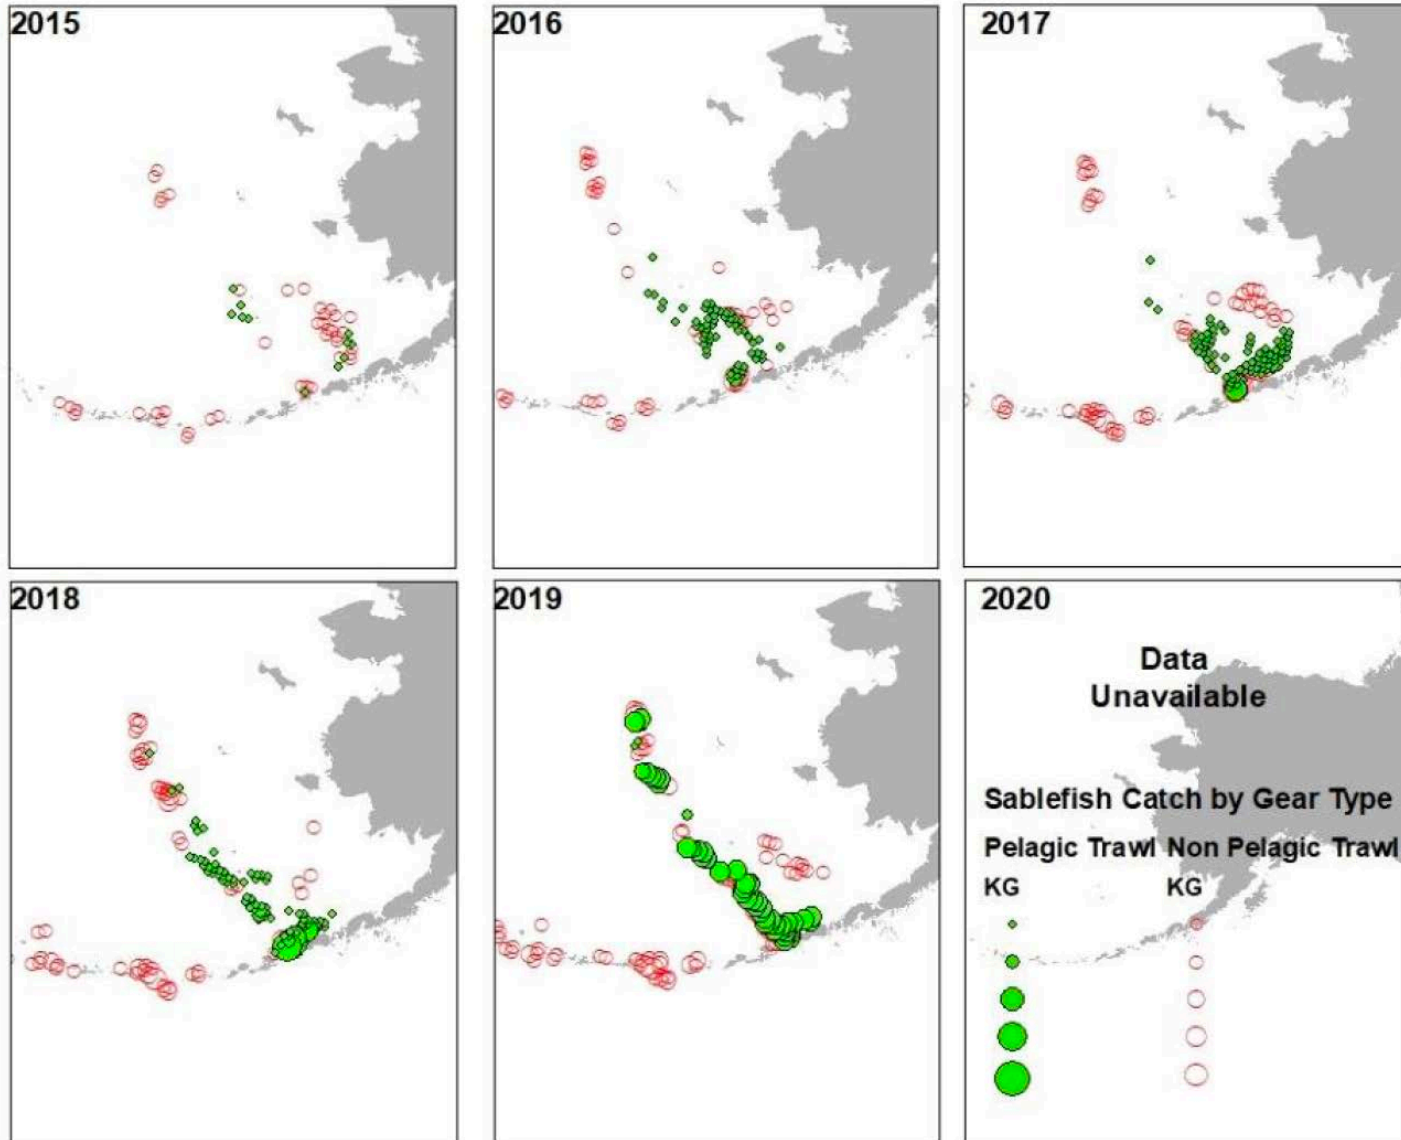 2015
2016
2017
2018
2019
2020
Data
Unavailable
Sablefish Catch by Gear Type
Pelagic Trawl Non Pelagic Trawl
KG KG